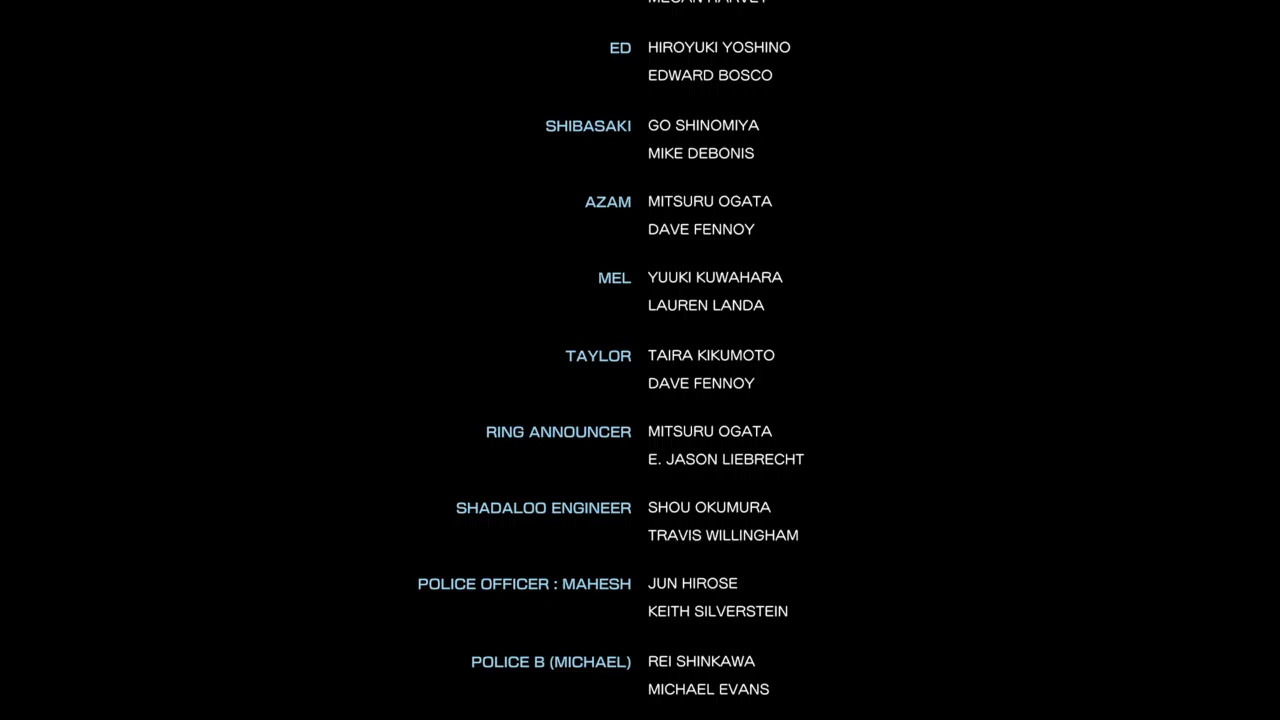 MEGAN HARVEY
ED HIROYUKI YOSHINO
EDWARD BOSCO
SHIBASAKI GO SHINOMIYA
MIKE DEBONIS
AZAM MITSURU OGATA
DAVE FENNOY
MEL YUUKI KUWAHARA
LAUREN LANDA
TAYLOR TAIRA KIKUMOTO
DAVE FENNOY
RING ANNOUNCER MITSURU OGATA
E. JASON LIEBRECHT
SHADALOO ENGINEER SHOU OKUMURA
TRAVIS WILLINGHAM
POLICE OFFICER : MAHESH JUN HIROSE
KEITH SILVERSTEIN
POLICE B (MICHAEL) REI SHINKAWA
MICHAEL EVANS